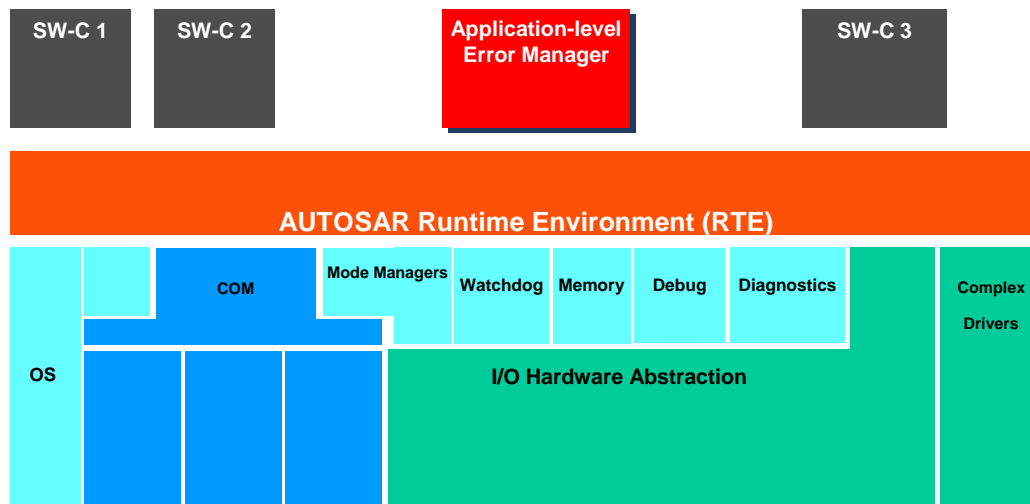 SW-C 1
SW-C 2
Application-level
Error Manager
SW-C 3
AUTOSAR Runtime Environment (RTE)
COM
Mode Managers
Watchdog
Memory
Debug
Diagnostics
Complex
Drivers
OS
I/O Hardware Abstraction